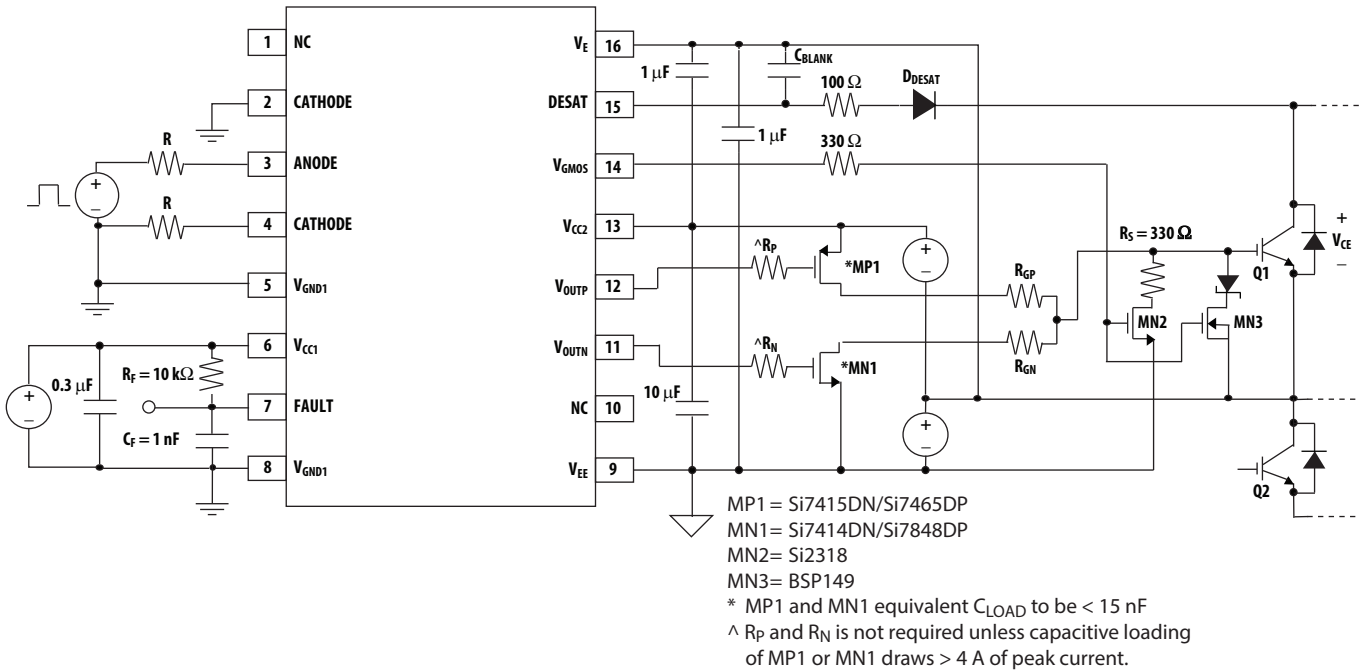 1 NC
2 CATHODE
3 ANODE
4 CATHODE
5 VGND1
6 VCC1
7 FAULT
8 VGND1
VE 16
DESAT 15
VGMOS 14
VCC2 13
VOUTP 12
VOUTN 11
NC 10
VEE 9
R
R
+
−
+
−
0.3 μF
RF = 10 kΩ
CF = 1 nF
1 μF
CBLANK
100 Ω
DDESAT
1 μF
330 Ω
^RP
*MP1
+
−
RGP
^RN
*MN1
RGN
10 μF
+
−
RS = 330 Ω
MN2
MN3
Q1
+
VCE
−
Q2
MP1 = Si7415DN/Si7465DP
MN1= Si7414DN/Si7848DP
MN2= Si2318
MN3= BSP149
* MP1 and MN1 equivalent CLOAD to be < 15 nF
^ RP and RN is not required unless capacitive loading
of MP1 or MN1 draws > 4 A of peak current.